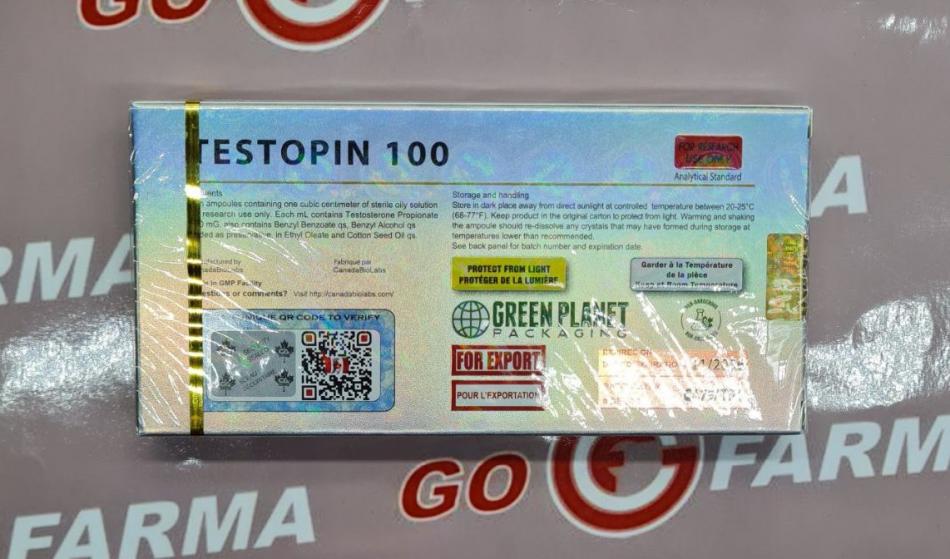 GO
TESTOPIN 100
FOR RESEARCH
USE ONLY
Analytical Standard
ampoules containing one cubic centimeter of sterile oily solution
research use only. Each mL contains Testosterone Propionate
mG, also contains Benzyl Benzoate qs, Benzyl Alcohol qs
as preservative, in Ethyl Oleate and Cotton Seed Oil qs.
by
Fabriqué par
CanadaBioLabs
in GMP Facility
or comments? Visit http://canadabiolabs.com/
QR CODE TO VERIFY
Storage and handling
Store in dark place away from direct sunlight at controlled temperature between 20-25°C
(68-77°F). Keep product in the original carton to protect from light. Warming and shaking
the ampoule should re-dissolve any crystals that may have formed during storage at
temperatures lower than recommended.
See back panel for batch number and expiration date.
PROTECT FROM LIGHT
PROTÉGER DE LA LUMIÈRE
Garder à la Température
de la pièce
Keep at Room Temperature
GREEN PLANET
PACKAGING
FOR EXPORT
POUR L'EXPORTATION
FARMA
GO FARMA
FARMA